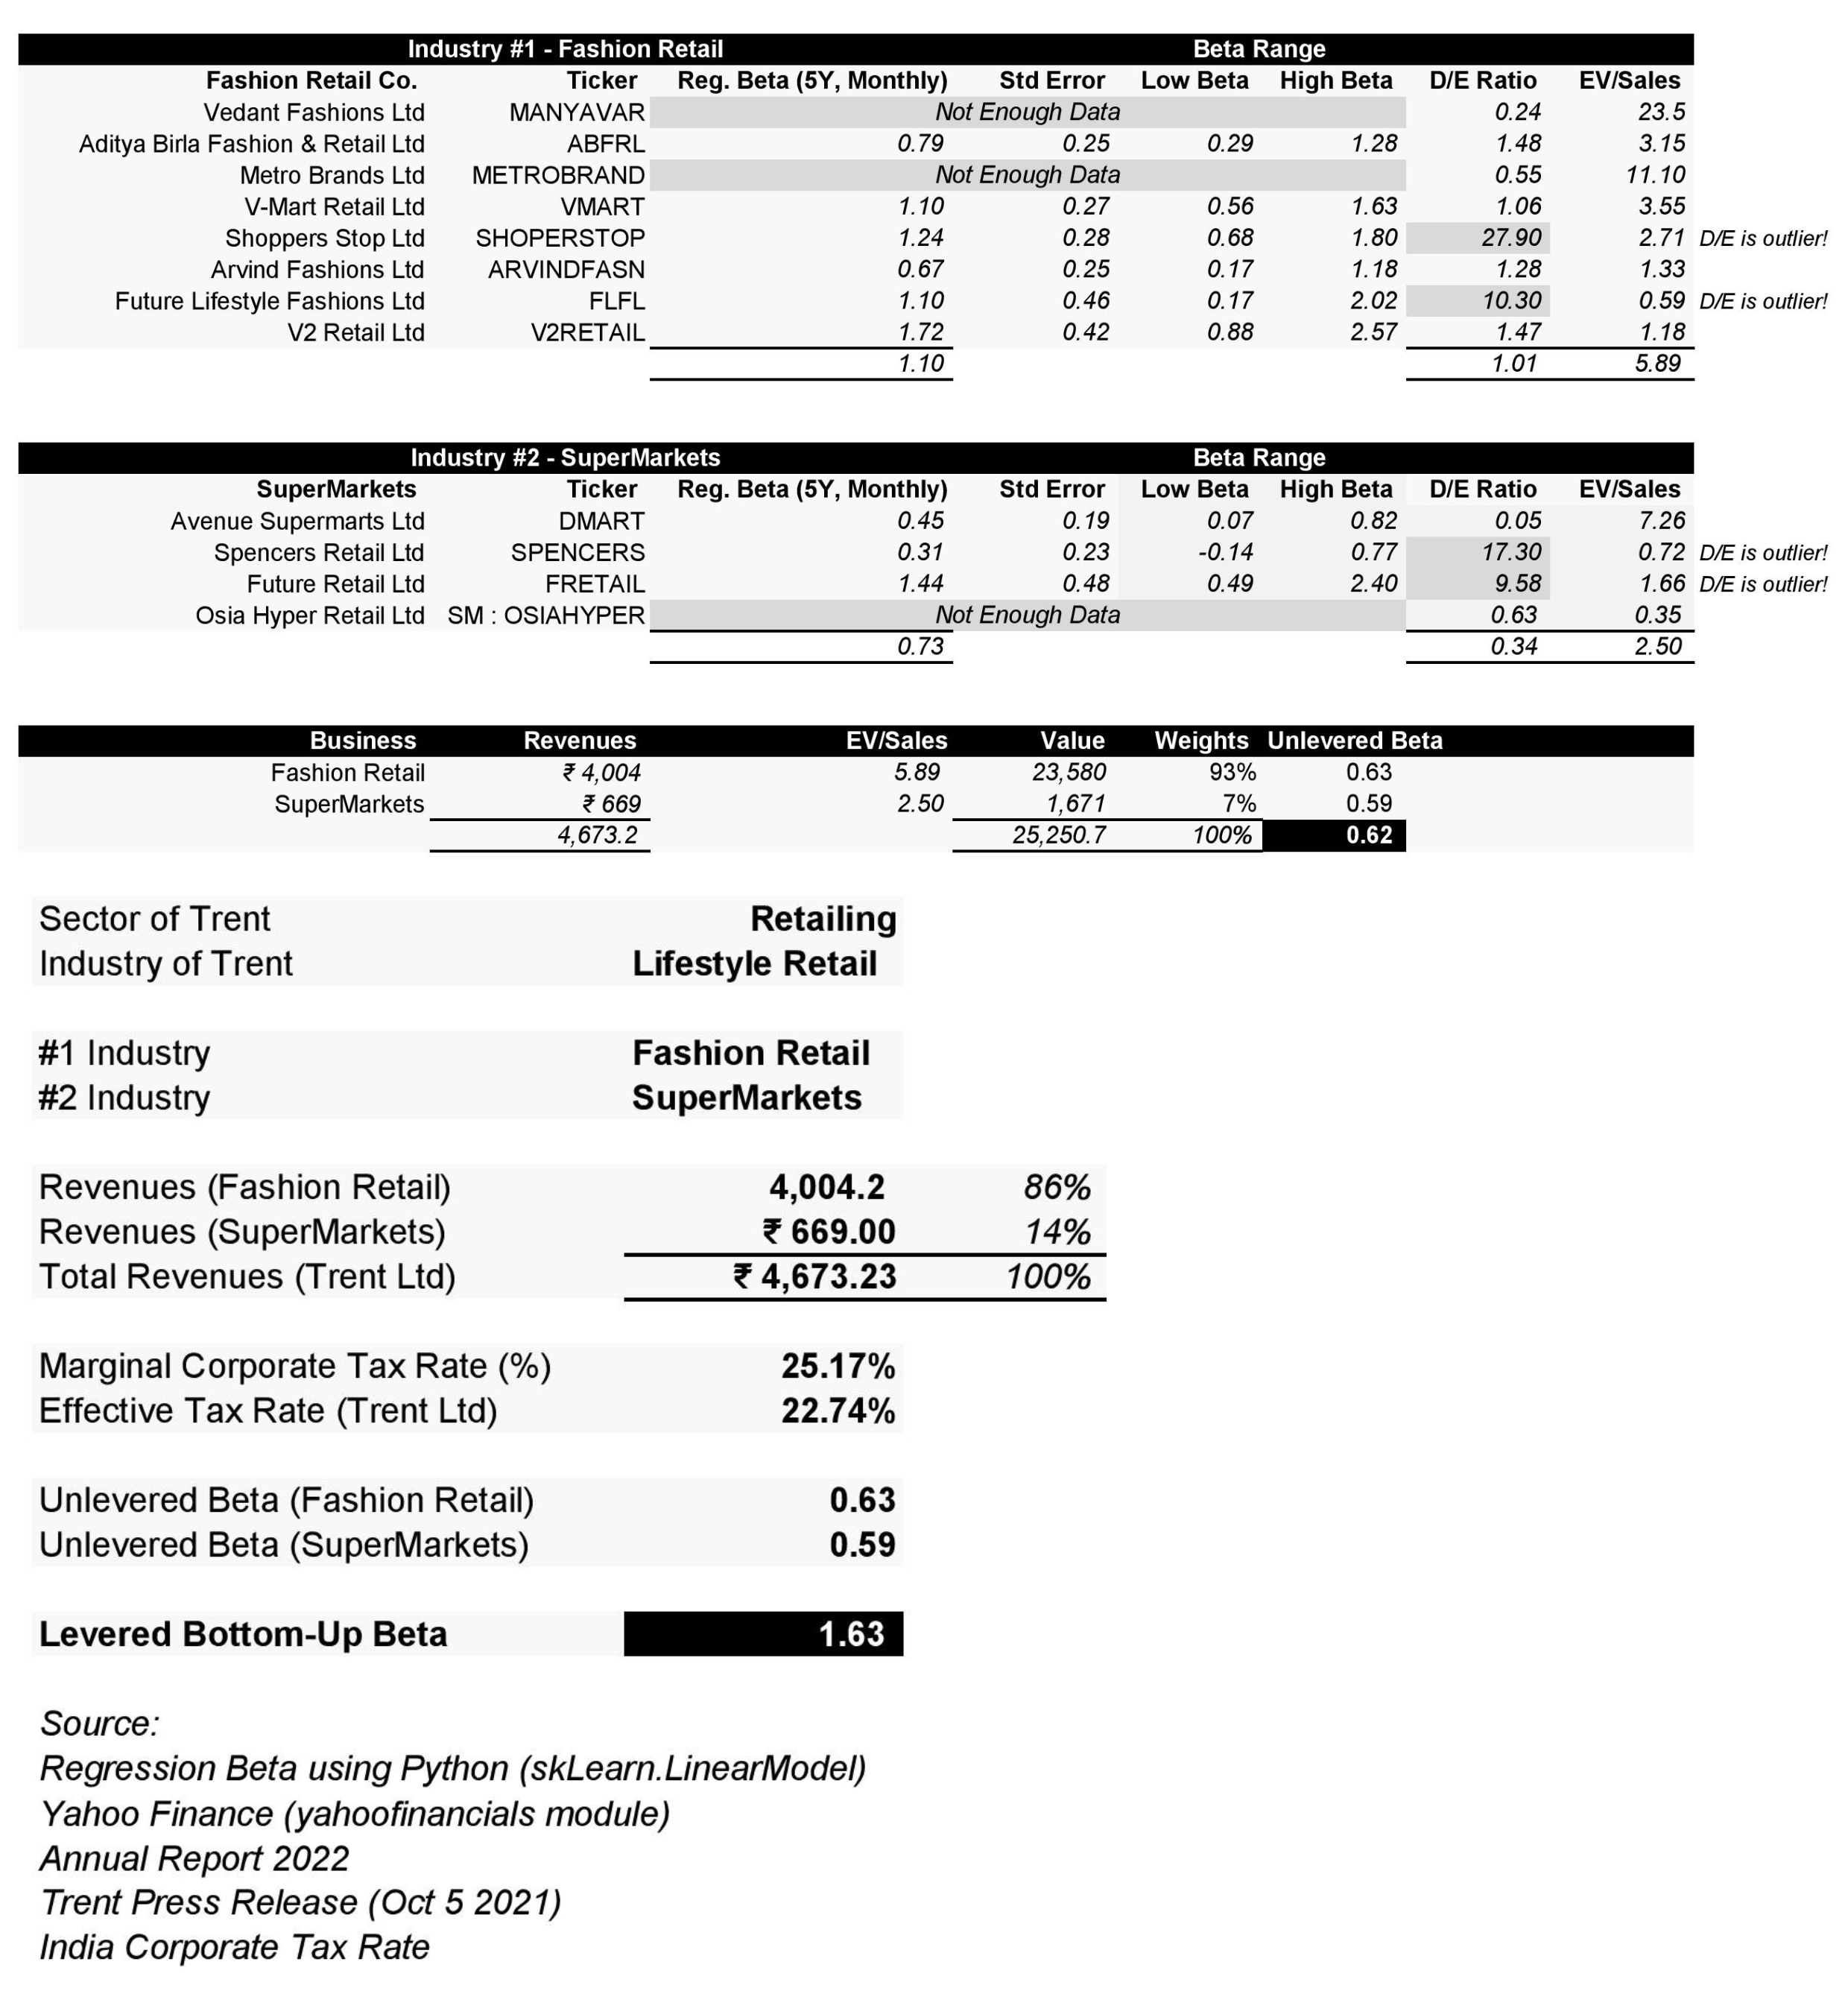 Industry #1 - Fashion Retail Beta Range
Fashion Retail Co. Ticker Reg. Beta (5Y, Monthly) Std Error Low Beta High Beta D/E Ratio EV/Sales
Vedant Fashions Ltd MANYAVAR Not Enough Data 0.24 23.5
Aditya Birla Fashion & Retail Ltd ABFRL 0.79 0.25 0.29 1.28 1.48 3.15
Metro Brands Ltd METROBRAND Not Enough Data 0.55 11.10
V-Mart Retail Ltd VMART 1.10 0.27 0.56 1.63 1.06 3.55
Shoppers Stop Ltd SHOPERSTOP 1.24 0.28 0.68 1.80 27.90 2.71 D/E is outlier!
Arvind Fashions Ltd ARVINDFASN 0.67 0.25 0.17 1.18 1.28 1.33
Future Lifestyle Fashions Ltd FLFL 1.10 0.46 0.17 2.02 10.30 0.59 D/E is outlier!
V2 Retail Ltd V2RETAIL 1.72 0.42 0.88 2.57 1.47 1.18
1.10 1.01 5.89
Industry #2 - SuperMarkets Beta Range
SuperMarkets Ticker Reg. Beta (5Y, Monthly) Std Error Low Beta High Beta D/E Ratio EV/Sales
Avenue Supermarts Ltd DMART 0.45 0.19 0.07 0.82 0.05 7.26
Spencers Retail Ltd SPENCERS 0.31 0.23 -0.14 0.77 17.30 0.72 D/E is outlier!
Future Retail Ltd FRETAIL 1.44 0.48 0.49 2.40 9.58 1.66 D/E is outlier!
Osia Hyper Retail Ltd SM : OSIAHYPER Not Enough Data 0.63 0.35
0.73 0.34 2.50
Business Revenues EV/Sales Value Weights Unlevered Beta
Fashion Retail ₹ 4,004 5.89 23,580 93% 0.63
SuperMarkets ₹ 669 2.50 1,671 7% 0.59
4,673.2 25,250.7 100% 0.62
Sector of Trent Retailing
Industry of Trent Lifestyle Retail
#1 Industry Fashion Retail
#2 Industry SuperMarkets
Revenues (Fashion Retail) 4,004.2 86%
Revenues (SuperMarkets) ₹ 669.00 14%
Total Revenues (Trent Ltd) ₹ 4,673.23 100%
Marginal Corporate Tax Rate (%) 25.17%
Effective Tax Rate (Trent Ltd) 22.74%
Unlevered Beta (Fashion Retail) 0.63
Unlevered Beta (SuperMarkets) 0.59
Levered Bottom-Up Beta 1.63
Source:
Regression Beta using Python (skLearn.LinearModel)
Yahoo Finance (yahoofinancials module)
Annual Report 2022
Trent Press Release (Oct 5 2021)
India Corporate Tax Rate